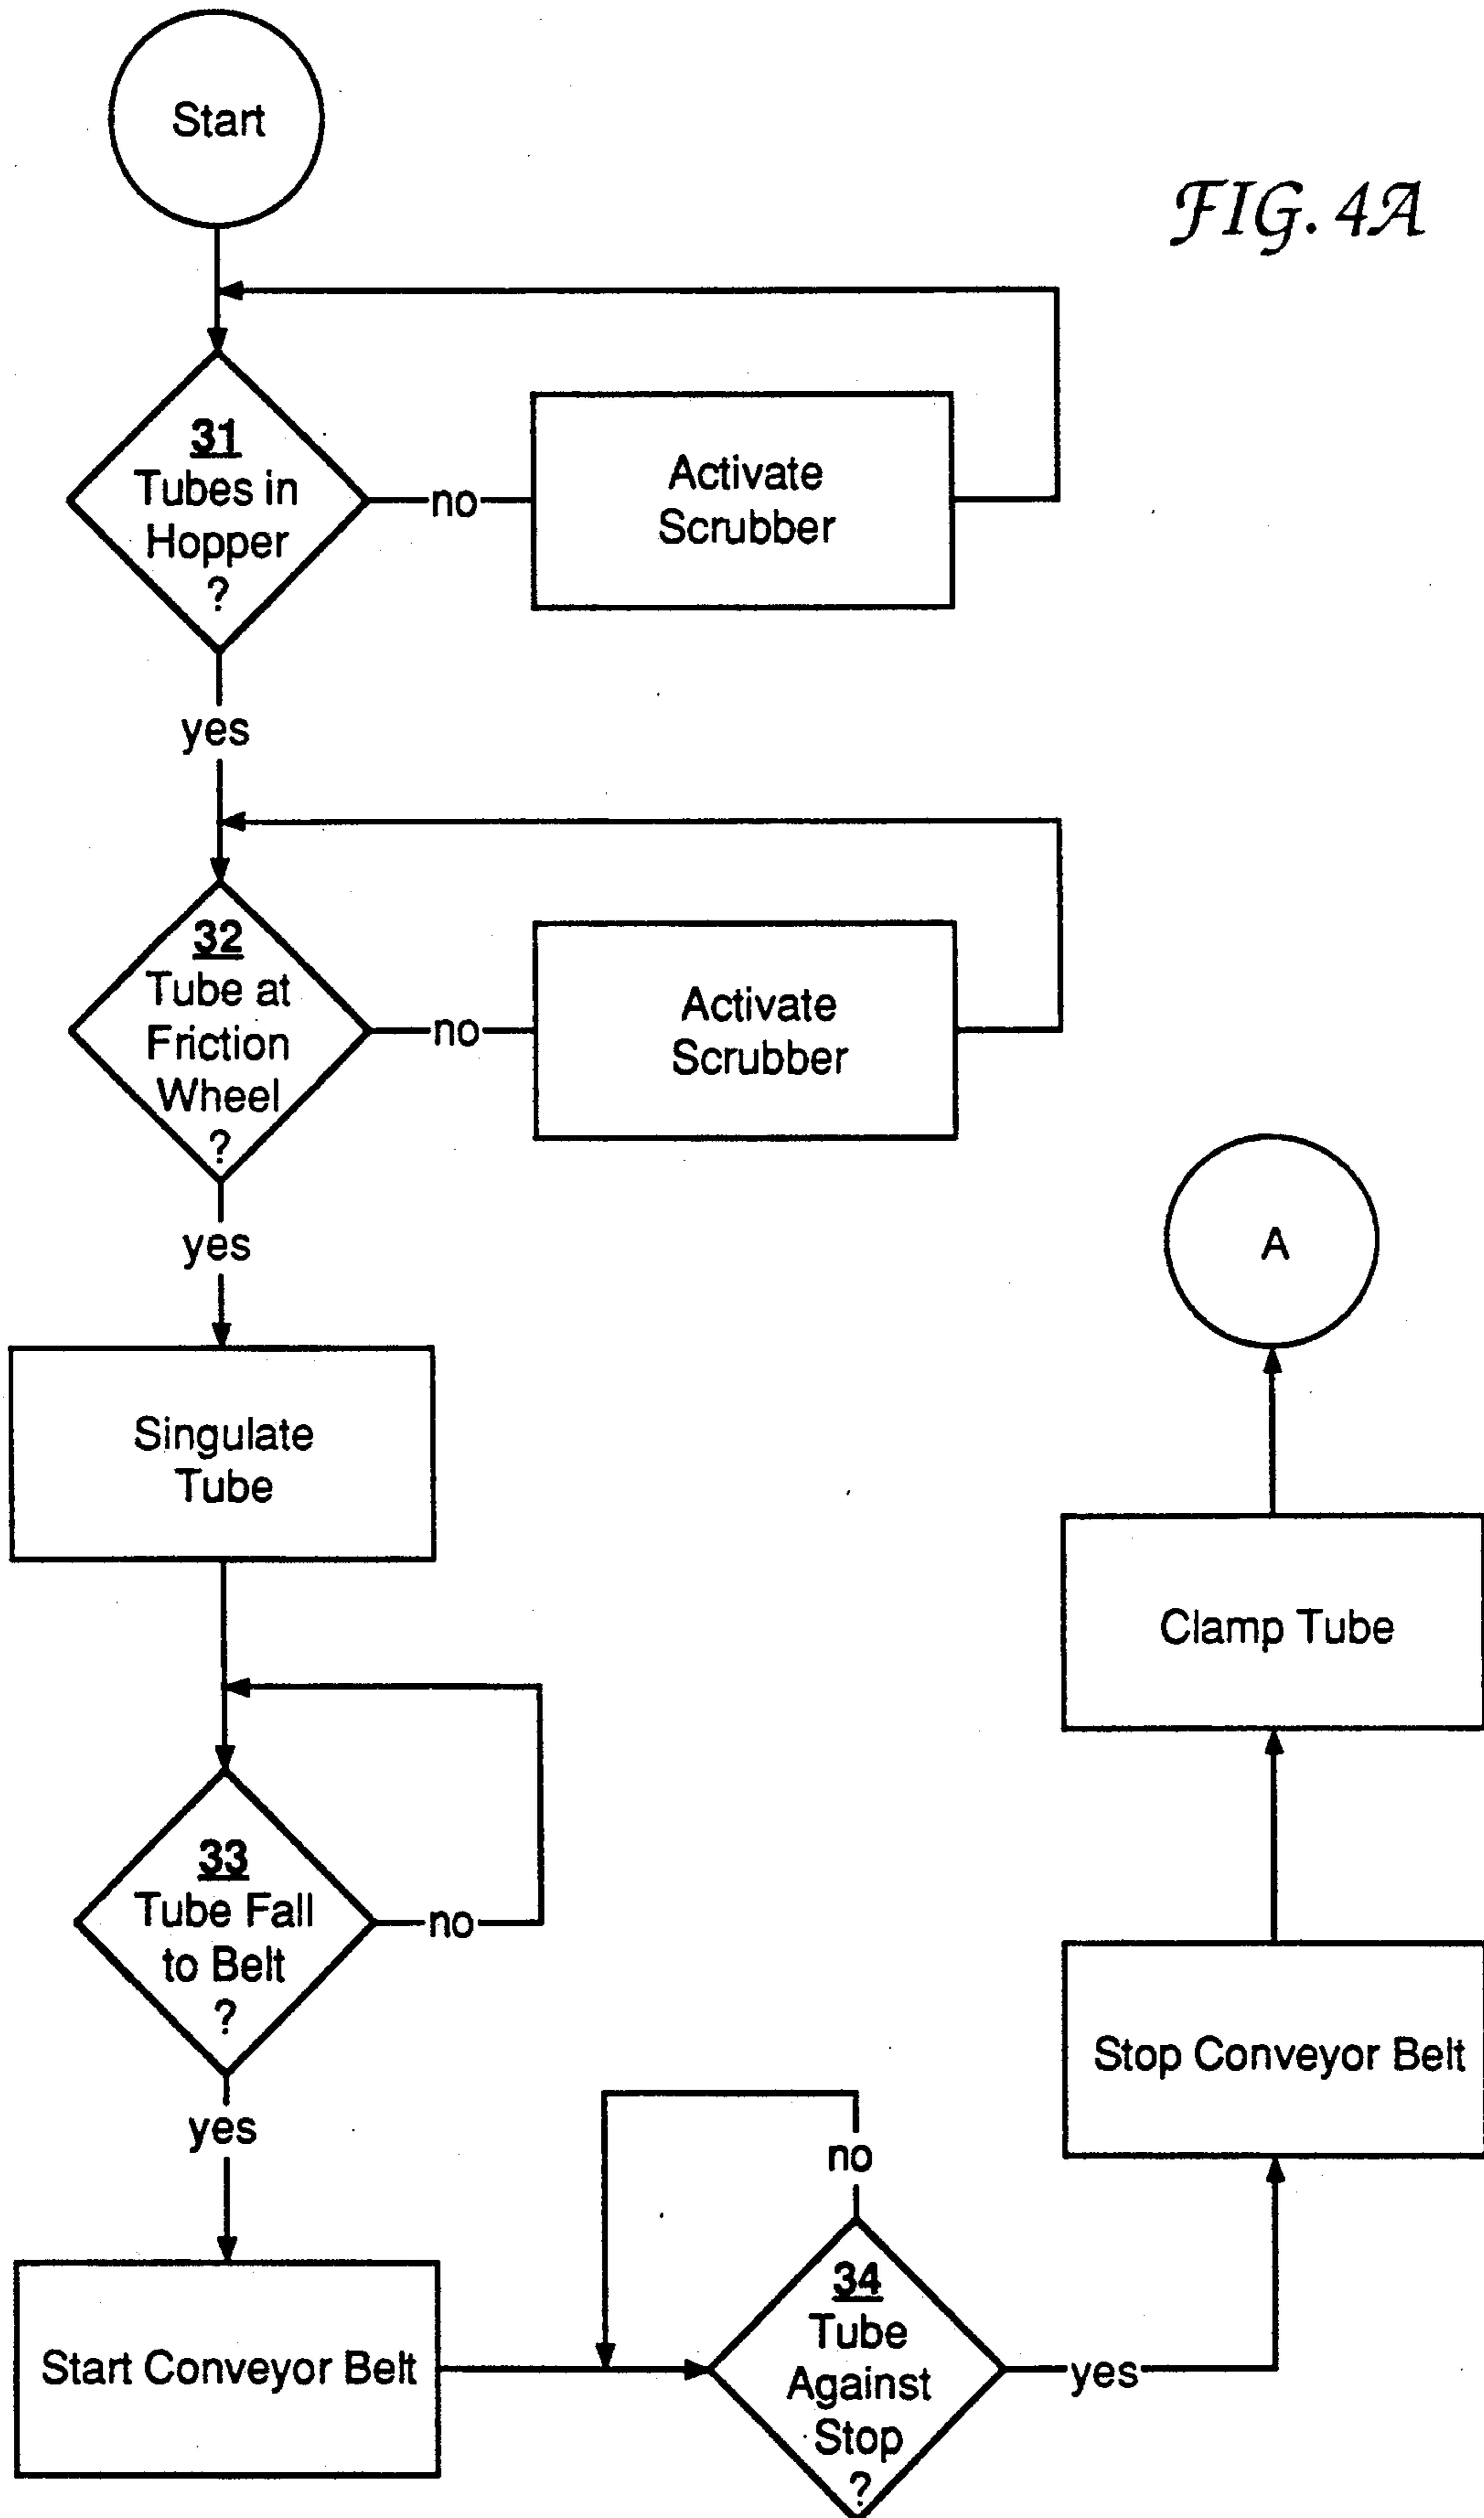 Start
FIG. 4A
31
Tubes in
Hopper
?
no
Activate
Scrubber
yes
32
Tube at
Friction
Wheel
?
no
Activate
Scrubber
yes
Singulate
Tube
33
Tube Fall
to Belt
?
no
yes
Start Conveyor Belt
34
Tube
Against
Stop
?
no
yes
Stop Conveyor Belt
Clamp Tube
A